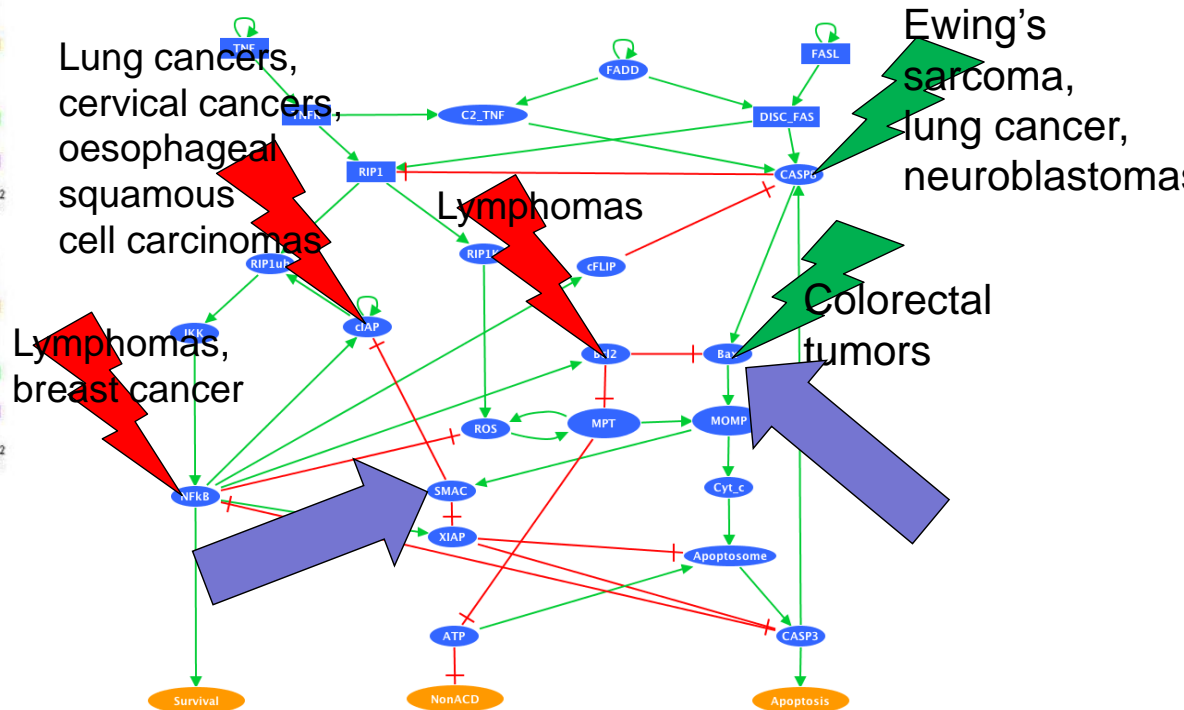 Ewing's
sarcoma,
lung cancer,
neuroblastomas
Lung cancers,
cervical cancers,
oesophageal
squamous
cell carcinomas
TNF
FADD
FASL
C2_TNF
DISC_FAS
RIP1
CASP8
Lymphomas
RIP1ub
cFLIP
Colorectal
tumors
IKK
cIAP
Lymphomas,
breast cancer
Bcl2
Bax
ROS
MPT
MOMP
NFkB
SMAC
Cyt_c
XIAP
Apoptosome
ATP
CASP3
Survival
NonACD
Apoptosis